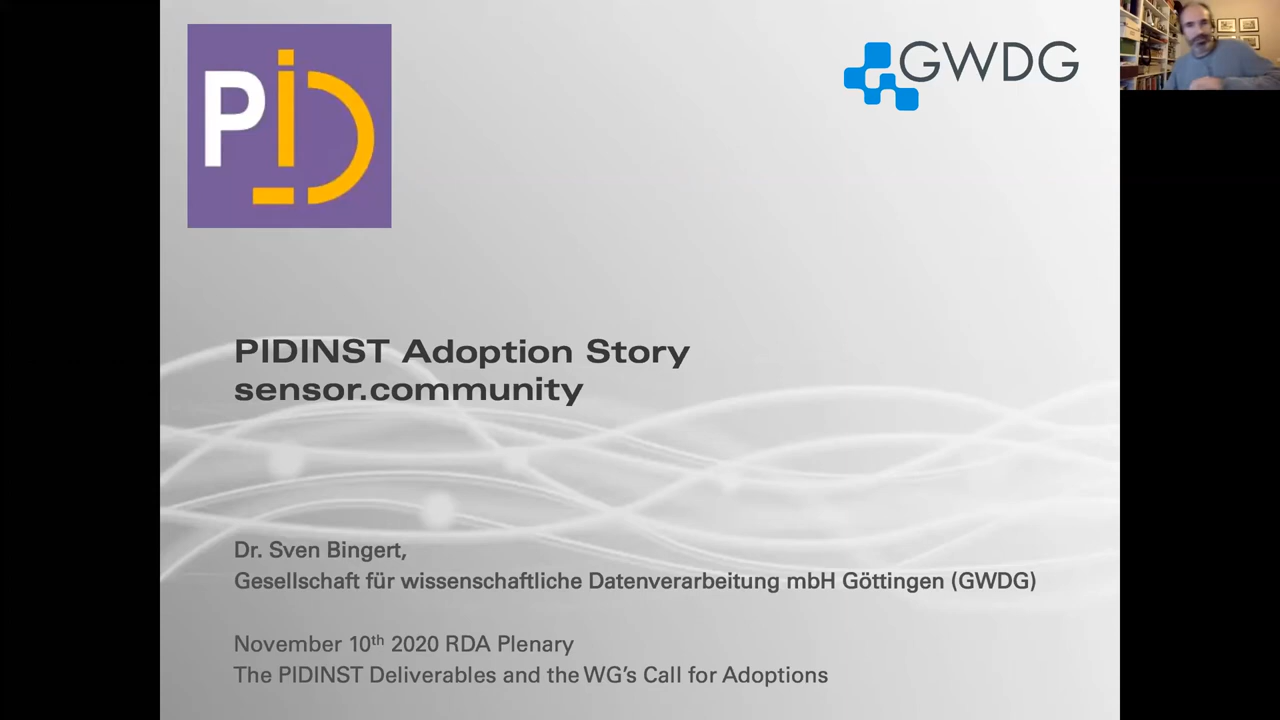 PiD
GWDG
PIDINST Adoption Story
sensor.community
Dr. Sven Bingert,
Gesellschaft für wissenschaftliche Datenverarbeitung mbH Göttingen (GWDG)
November 10th 2020 RDA Plenary
The PIDINST Deliverables and the WG's Call for Adoptions